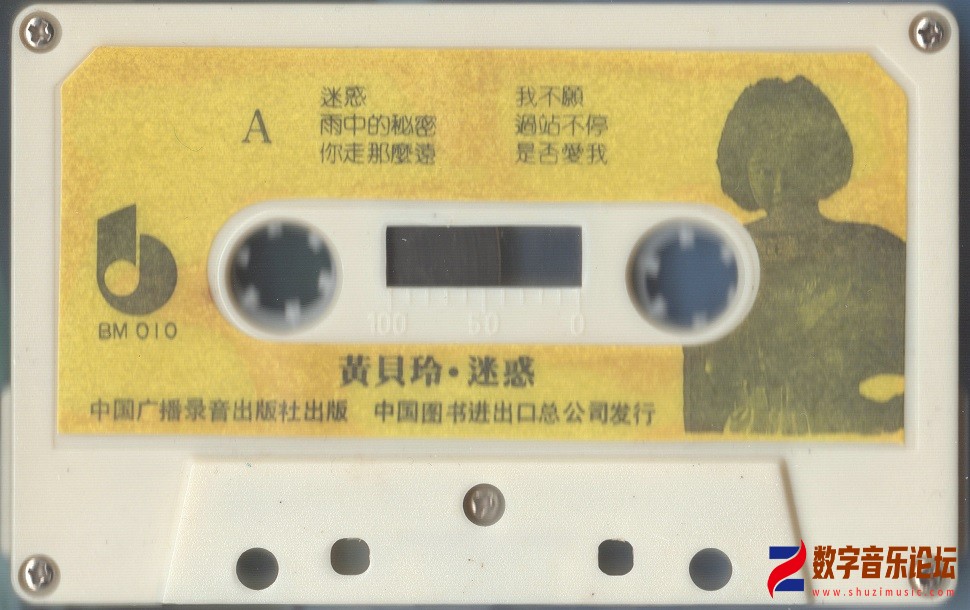 A
迷惑
雨中的秘密
你走那麼遠
我不願
過站不停
是否愛我
BM 010
100 50 0
黃貝玲·迷惑
中国广播录音出版社出版 中国图书进出口总公司发行
数字音乐论坛
www.shuzimusic.com